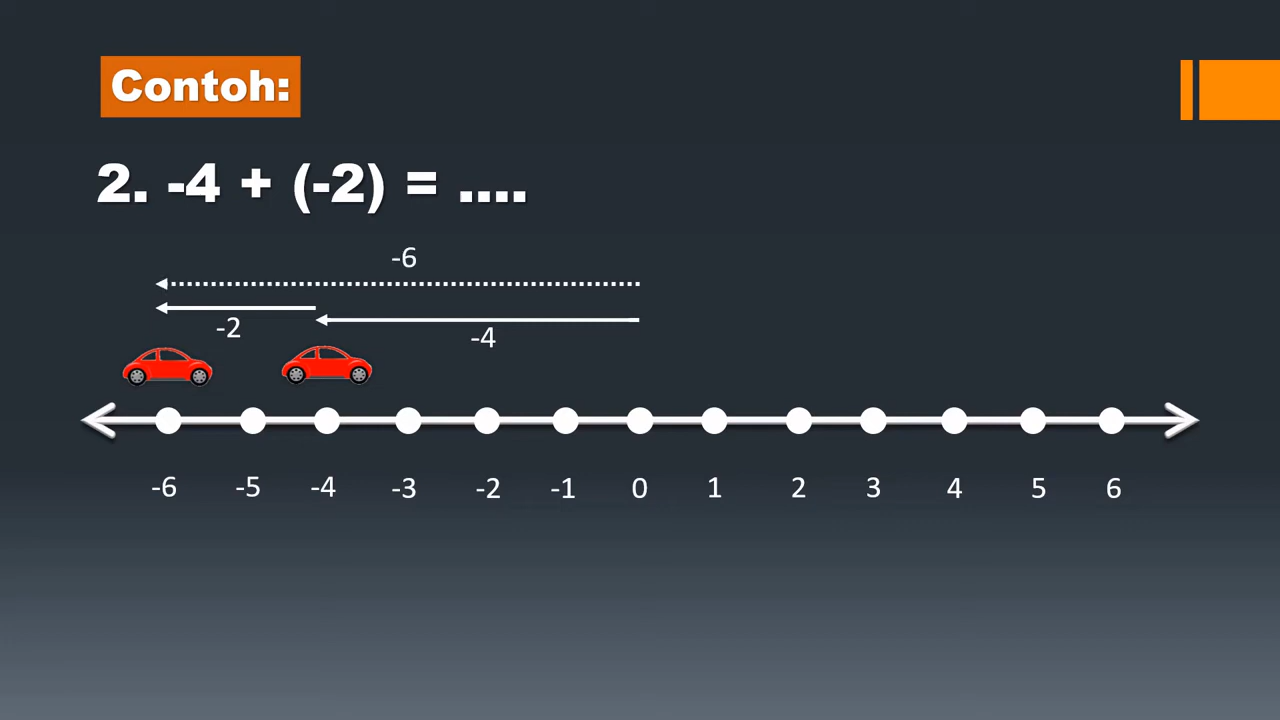 Contoh:
2. -4 + (-2) = ....
-6
-2
-4
-6 -5 -4 -3 -2 -1 0 1 2 3 4 5 6